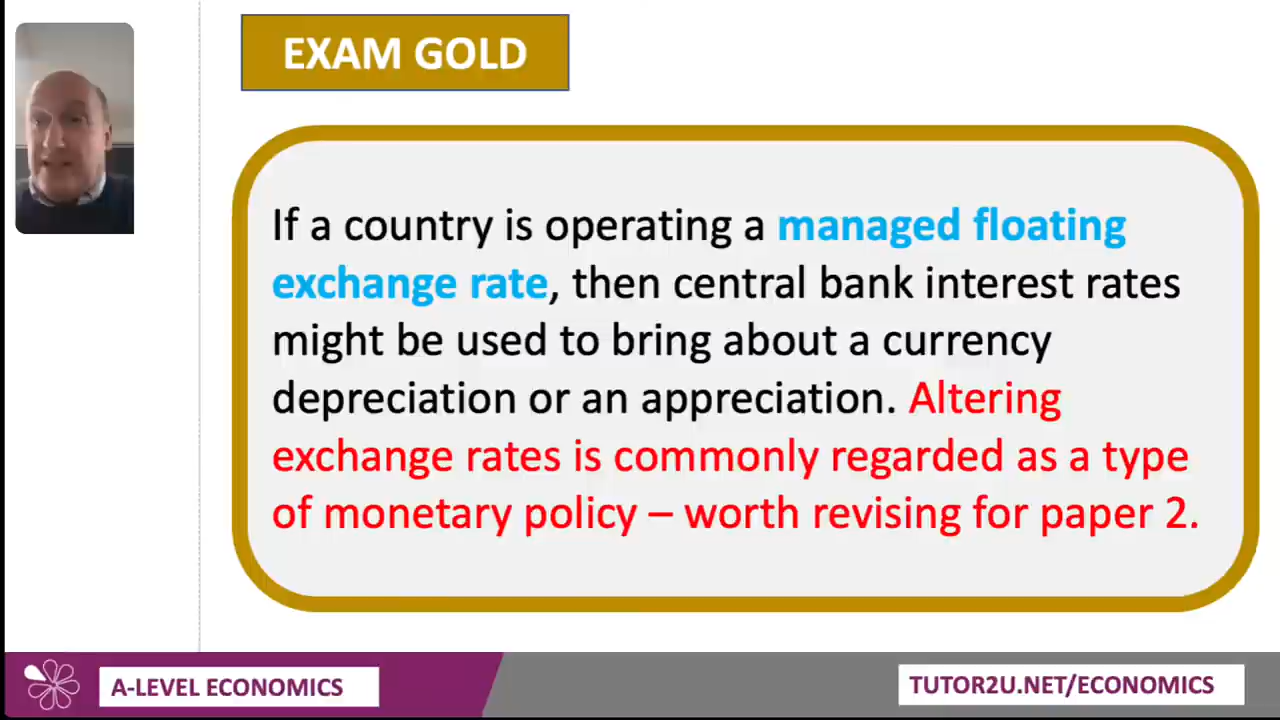 EXAM GOLD
If a country is operating a managed floating
exchange rate, then central bank interest rates
might be used to bring about a currency
depreciation or an appreciation. Altering
exchange rates is commonly regarded as a type
of monetary policy – worth revising for paper 2.
A-LEVEL ECONOMICS
TUTOR2U.NET/ECONOMICS